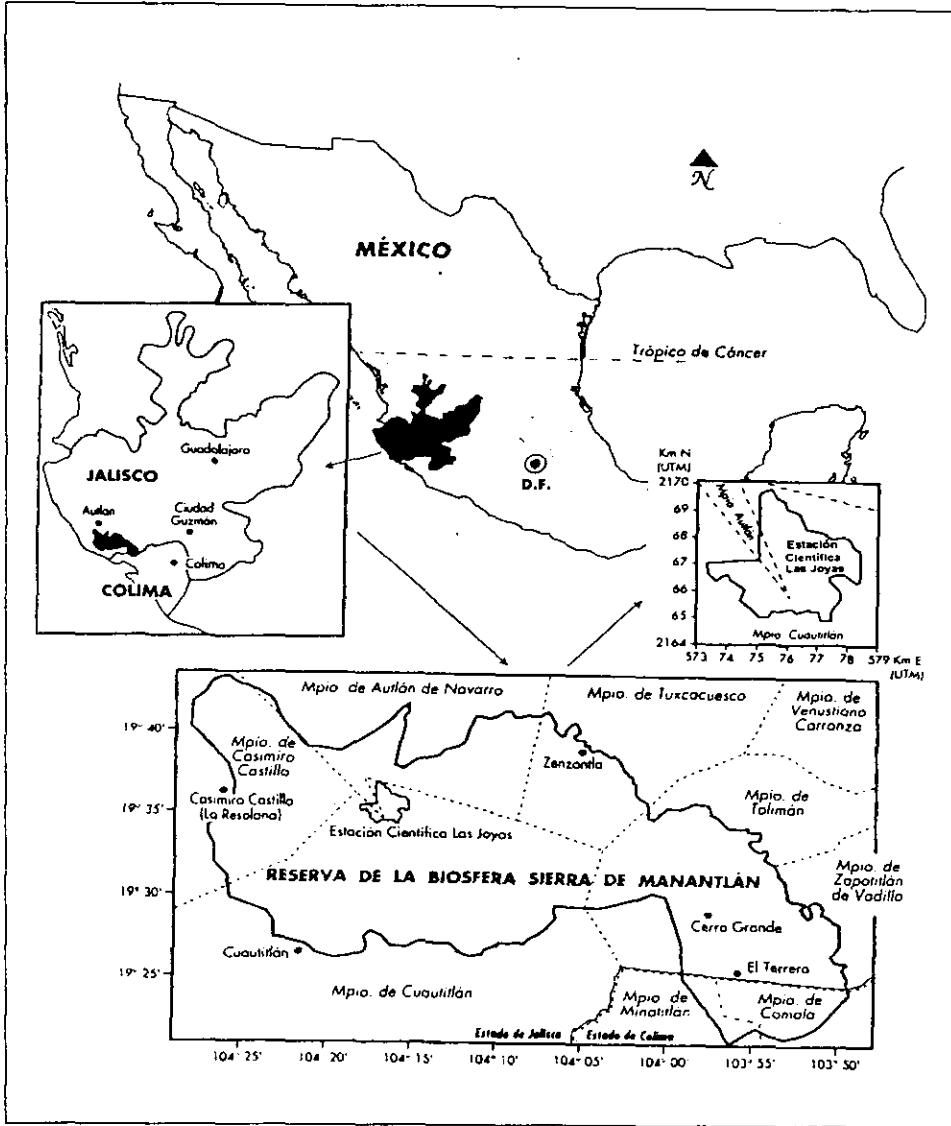 N
MÉXICO
Trópico de Cáncer
D.F.
Guadalajara
JALISCO
Autlán
Ciudad
Guzmán
Colima
COLIMA
Km N
(UTM)
2170
69
68
67
66
65
2164
Mpio Autlán
Estación
Científica
Las Joyas
Mpio Cuautitlán
573 74 75 76 77 78 579 Km E
(UTM)
Mpio de Autlán de Navarro
Mpio. de Tuxcacuesco
Mpio. de
Venustiano
Carranza
19° 40'
19° 35'
19° 30'
19° 25'
Mpio. de
Casimiro
Castillo
Zenzontla
Casimiro Castillo
(La Resolana)
Mpio. de
Tolimán
Estación Científica Las Joyas
RESERVA DE LA BIOSFERA SIERRA DE MANANTLÁN
Mpio. de
Zapotitlán
de Vadillo
Cerro Grande
Cuautitlán
El Terrero
Mpio. de Cuautitlán
Mpio de
Minatitlán
Mpio. de
Comala
Estado de Jalisco
Estado de Colima
104° 25' 104° 20' 104° 15' 104° 10' 104° 05' 104° 00' 103° 55' 103° 50'